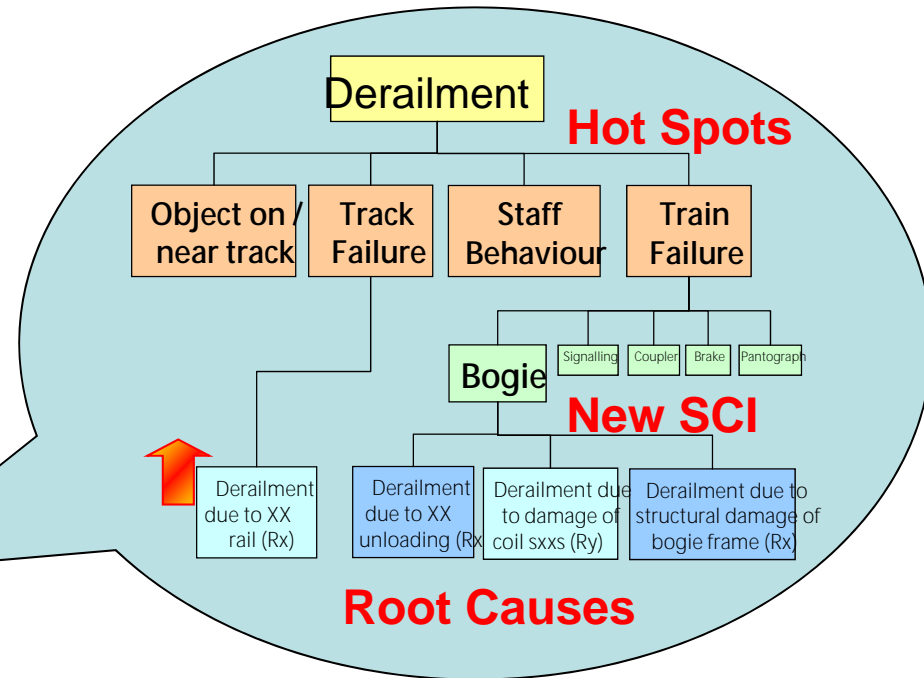 Derailment
Hot Spots
Object on /
near track
Track
Failure
Staff
Behaviour
Train
Failure
Bogie
Signalling
Coupler
Brake
Pantograph
New SCI
Derailment
due to XX
rail (Rx)
Derailment
due to XX
unloading (Rx
Derailment due
to damage of
coil sxxs (Ry)
Derailment due to
structural damage of
bogie frame (Rx)
Root Causes